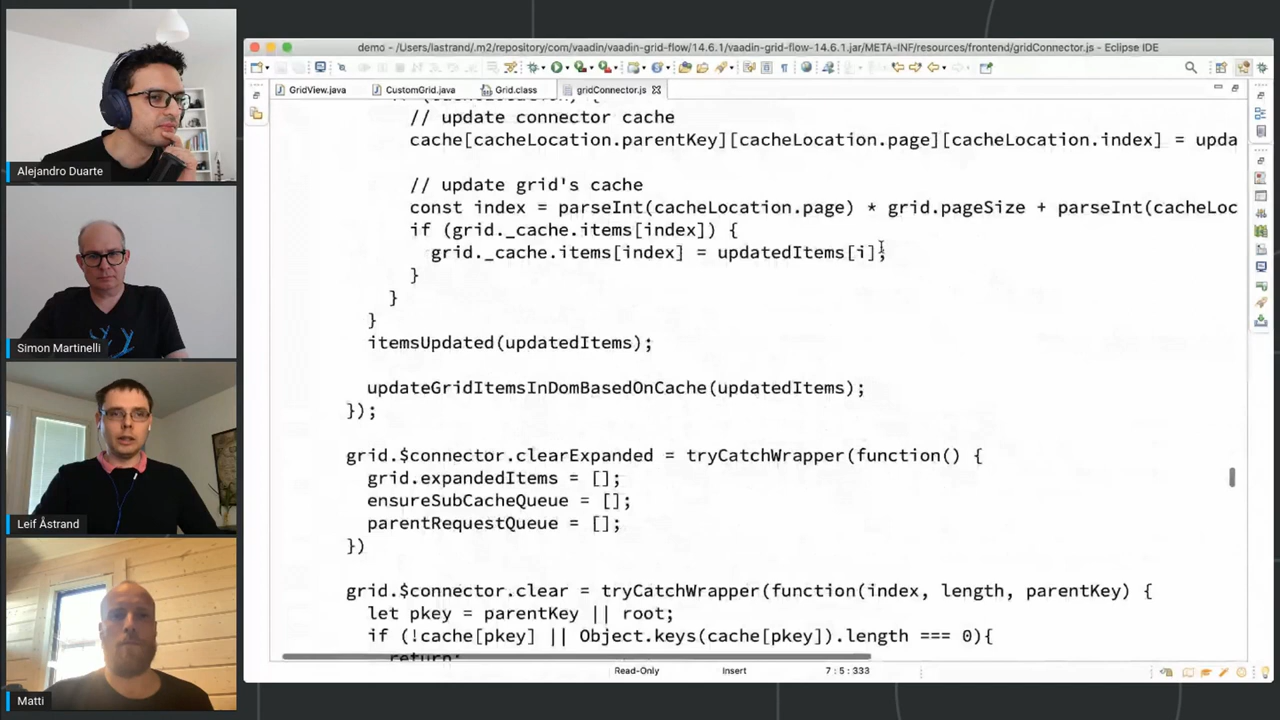 demo - /Users/lastrand/.m2/repository/com/vaadin/vaadin-grid-flow/14.6.1/vaadin-grid-flow-14.6.1.jar/META-INF/resources/frontend/gridConnector.js - Eclipse IDE
GridView.java
CustomGrid.java
Grid.class
gridConnector.js
// update connector cache
cache[cacheLocation.parentKey][cacheLocation.page][cacheLocation.index] = upda
// update grid's cache
const index = parseInt(cacheLocation.page) * grid.pageSize + parseInt(cacheLoc
if (grid._cache.items[index]) {
grid._cache.items[index] = updatedItems[i];
}
}
}
itemsUpdated(updatedItems);
updateGridItemsInDomBasedOnCache(updatedItems);
});
grid.$connector.clearExpanded = tryCatchWrapper(function() {
grid.expandedItems = [];
ensureSubCacheQueue = [];
parentRequestQueue = [];
})
grid.$connector.clear = tryCatchWrapper(function(index, length, parentKey) {
let pkey = parentKey || root;
if (!cache[pkey] || Object.keys(cache[pkey]).length === 0){
return;
Read-Only
Insert
7:5:333
Alejandro Duarte
Simon Martinelli
Leif Åstrand
Matti